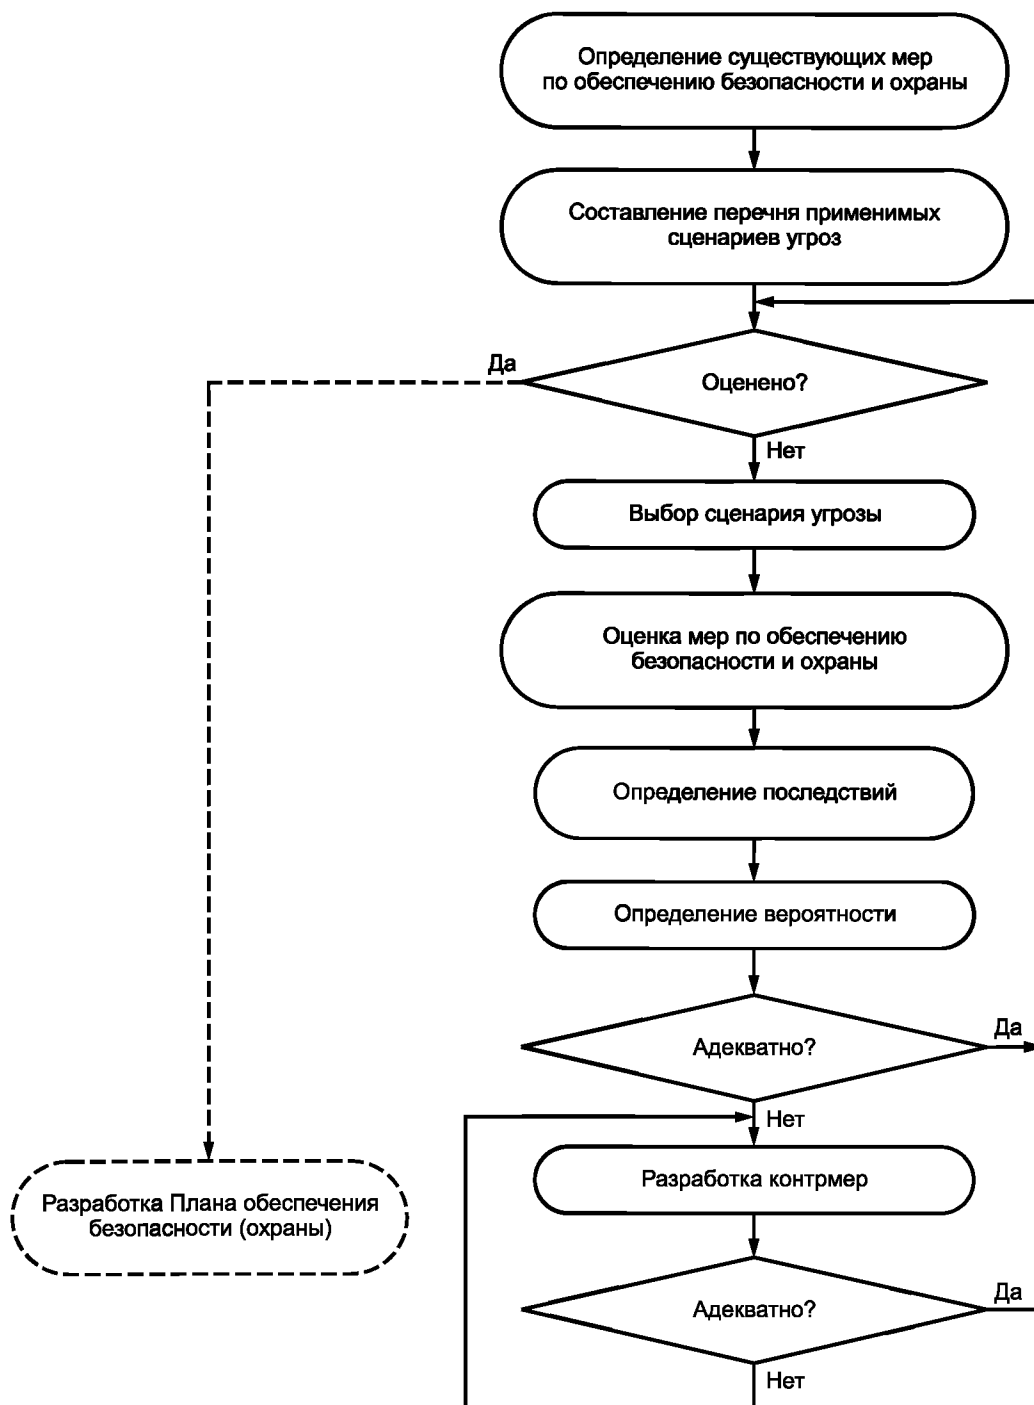 Определение существующих мер
по обеспечению безопасности и охраны
Составление перечня применимых
сценариев угроз
Да
Оценено?
Нет
Выбор сценария угрозы
Оценка мер по обеспечению
безопасности и охраны
Определение последствий
Определение вероятности
Адекватно?
Да
Нет
Разработка контрмер
Разработка Плана обеспечения
безопасности (охраны)
Адекватно?
Да
Нет